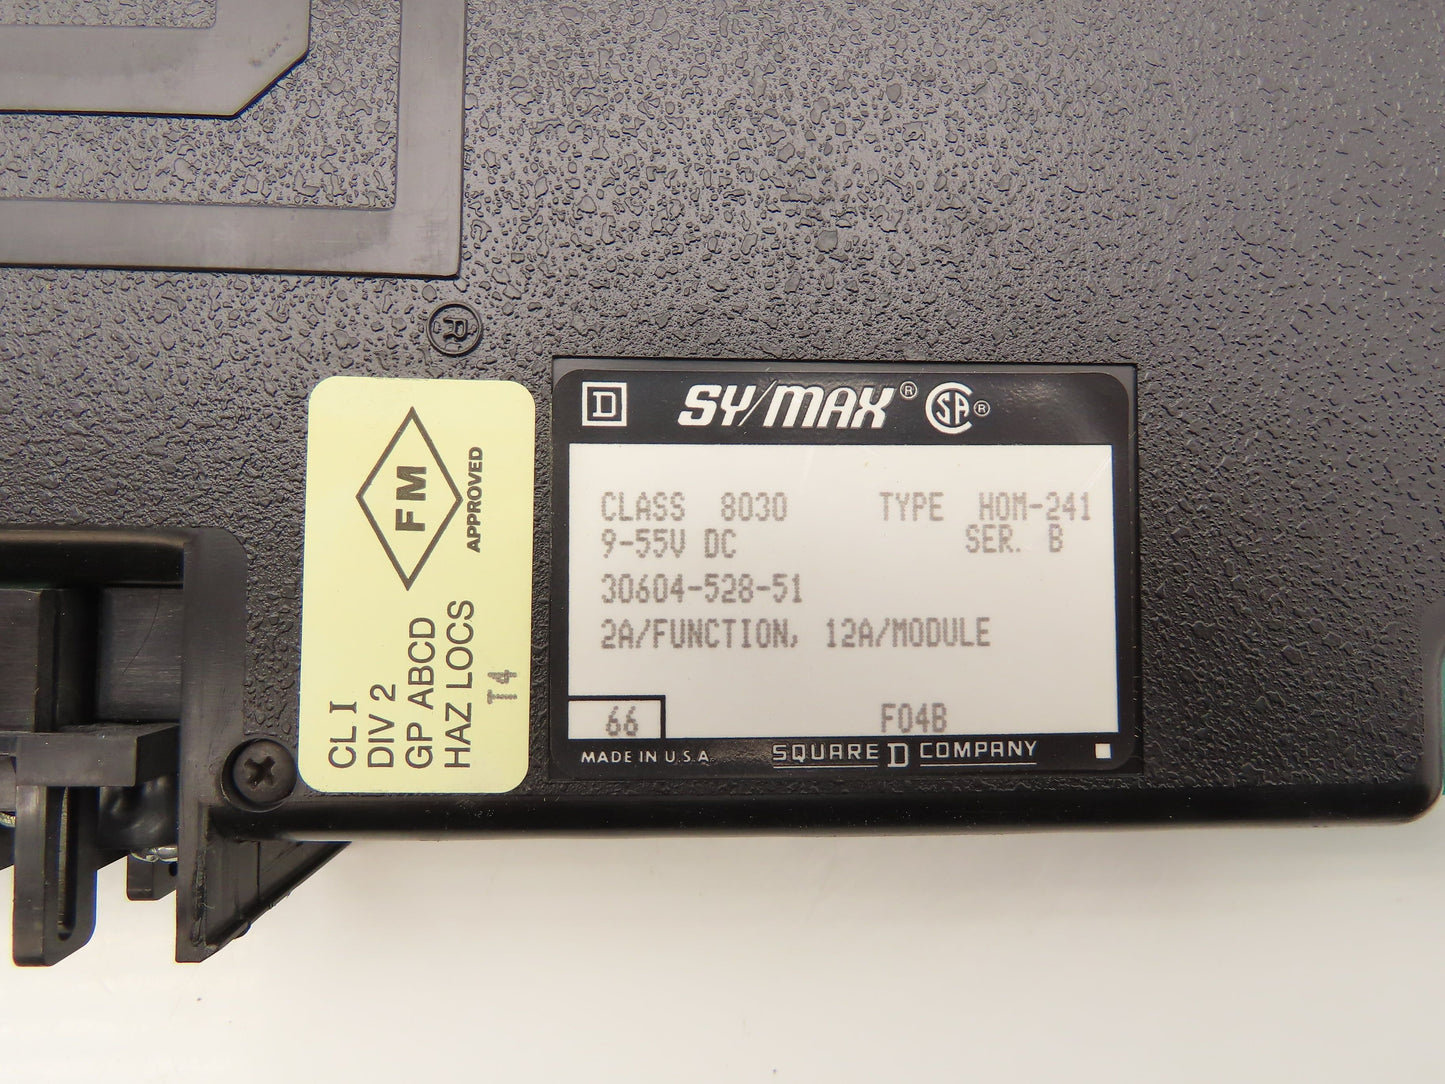 ®
FM
APPROVED
CL I
DIV 2
GP ABCD
HAZ LOCS
T4
D SY/MAX® SA®
CLASS 8030 TYPE HOM-241
9-55V DC SER. B
30604-528-51
2A/FUNCTION, 12A/MODULE
66 F04B
MADE IN U.S.A. SQUARE D COMPANY